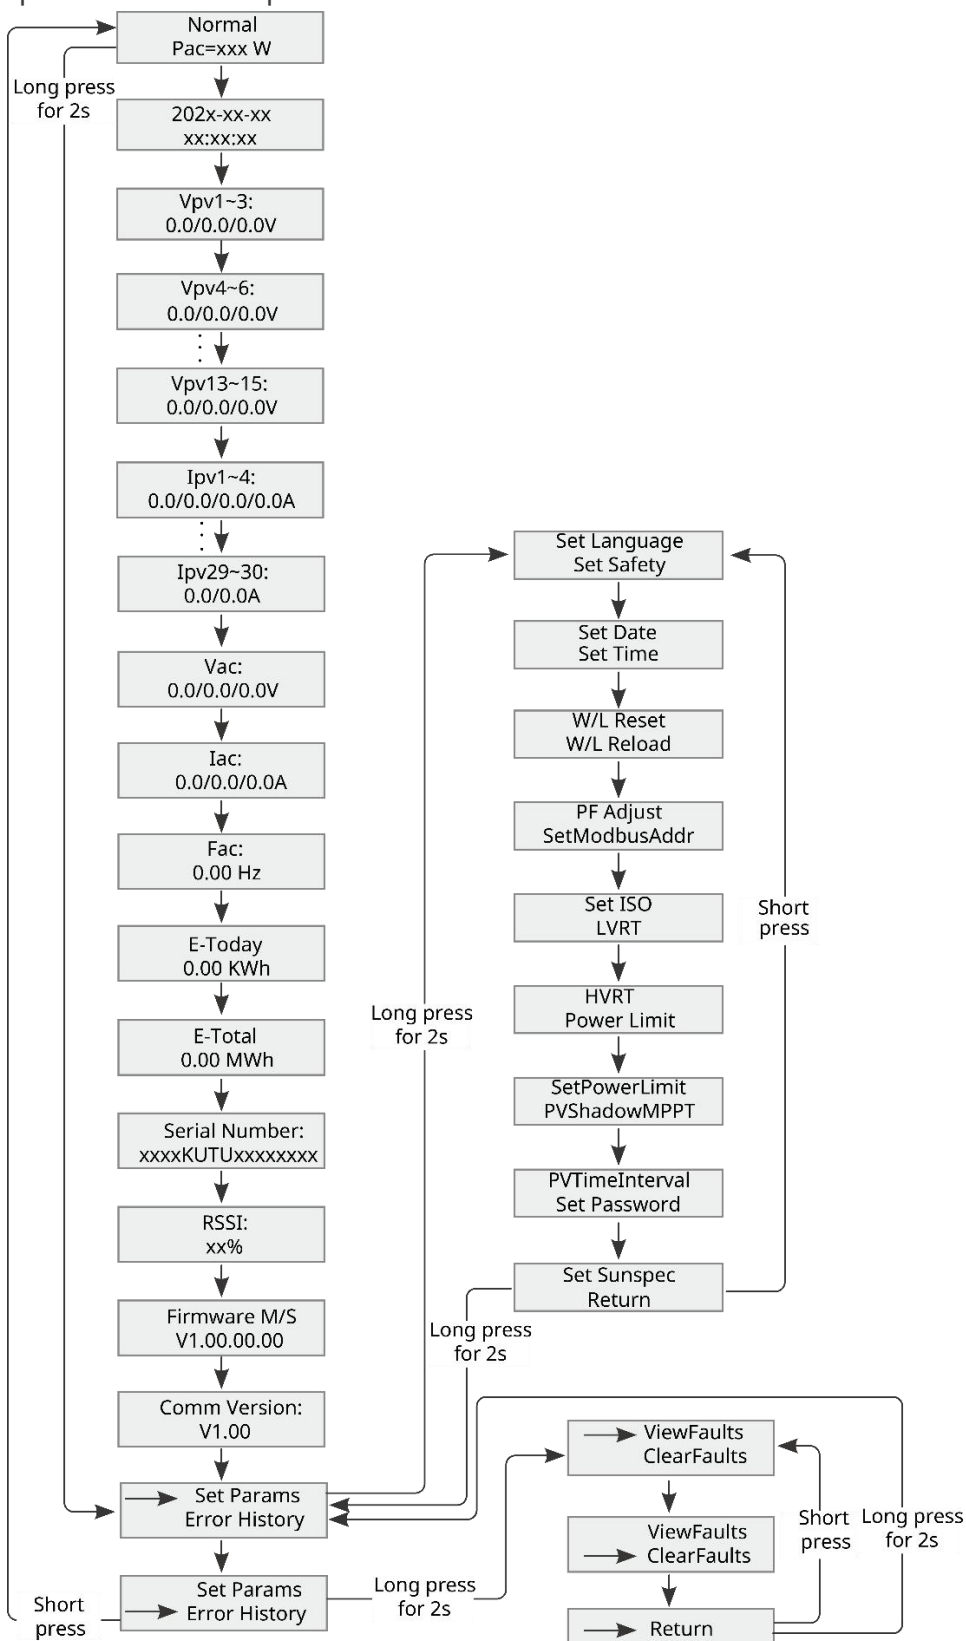 Normal
Pac=xxx W
Long press
for 2s
202x-xx-xx
xx:xx:xx
Vpv1~3:
0.0/0.0/0.0V
Vpv4~6:
0.0/0.0/0.0V
Vpv13~15:
0.0/0.0/0.0V
Ipv1~4:
0.0/0.0/0.0/0.0A
Ipv29~30:
0.0/0.0A
Vac:
0.0/0.0/0.0V
Iac:
0.0/0.0/0.0A
Fac:
0.00 Hz
E-Today
0.00 KWh
E-Total
0.00 MWh
Serial Number:
xxxxKUTUxxxxxxxx
RSSI:
xx%
Firmware M/S
V1.00.00.00
Comm Version:
V1.00
Set Params
Error History
Set Params
Error History
Short
press
Long press
for 2s
Set Language
Set Safety
Set Date
Set Time
W/L Reset
W/L Reload
PF Adjust
SetModbusAddr
Set ISO
LVRT
HVRT
Power Limit
SetPowerLimit
PVShadowMPPT
PVTimeInterval
Set Password
Set Sunspec
Return
Short
press
Long press
for 2s
Long press
for 2s
ViewFaults
ClearFaults
ViewFaults
ClearFaults
Return
Short
press
Long press
for 2s